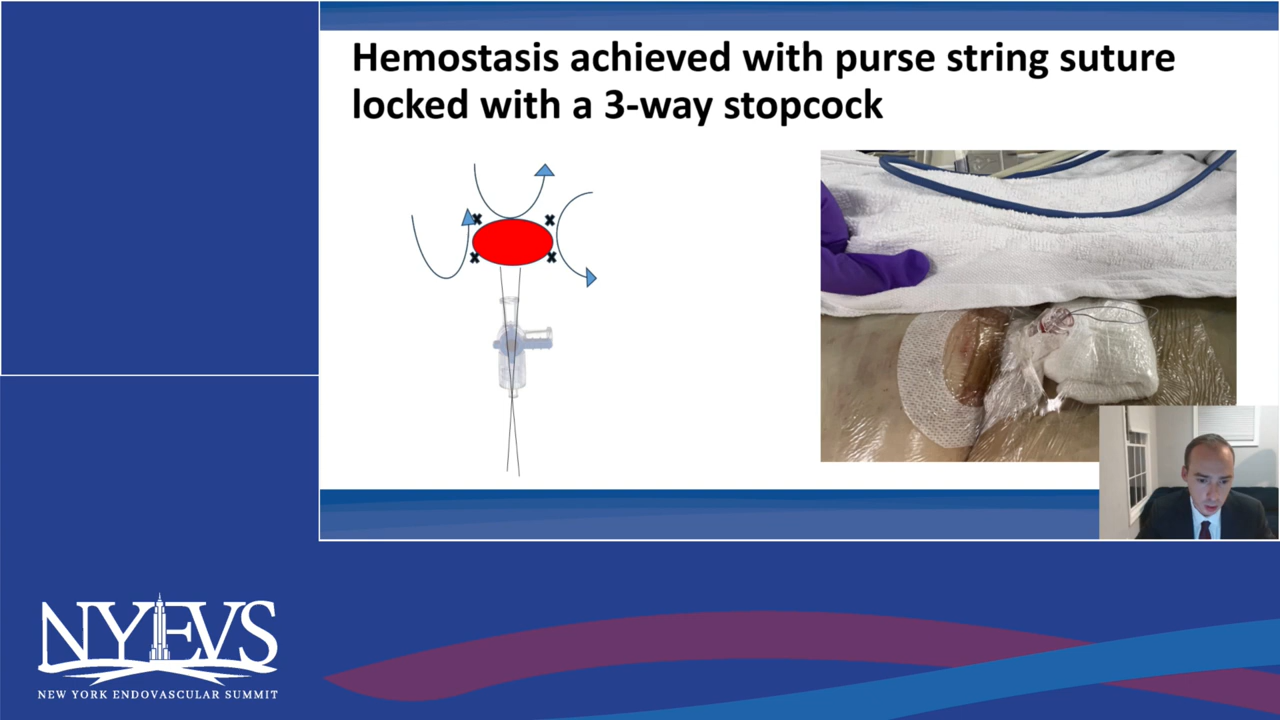 Hemostasis achieved with purse string suture
locked with a 3-way stopcock
NYEVS
NEW YORK ENDOVASCULAR SUMMIT